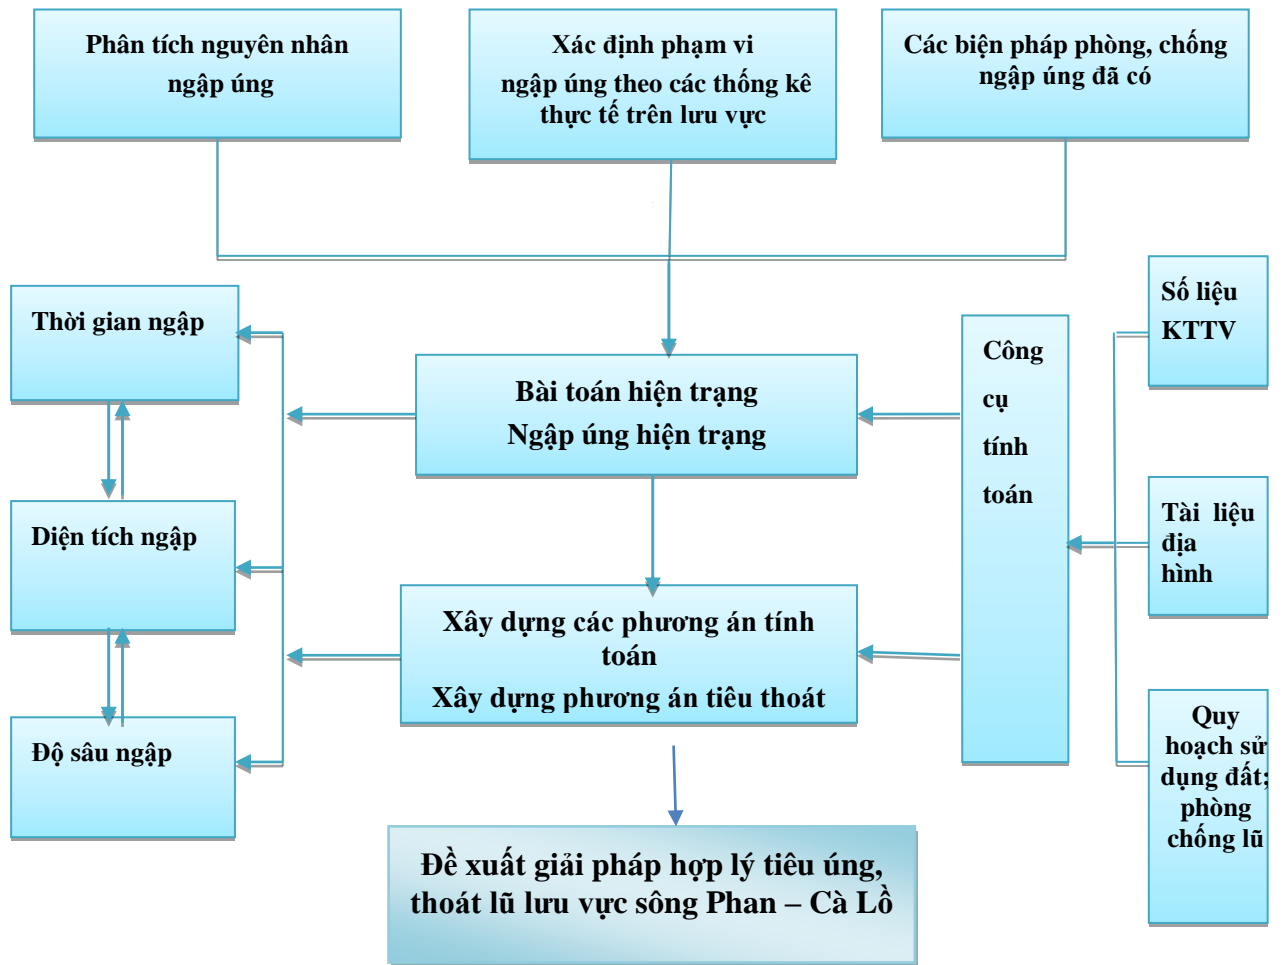 Phân tích nguyên nhân
ngập úng
Xác định phạm vi
ngập úng theo các thống kê
thực tế trên lưu vực
Các biện pháp phòng, chống
ngập úng đã có
Thời gian ngập
Diện tích ngập
Độ sâu ngập
Bài toán hiện trạng
Ngập úng hiện trạng
Xây dựng các phương án tính
toán
Xây dựng phương án tiêu thoát
Công
cụ
tính
toán
Số liệu
KTTV
Tài liệu
địa
hình
Quy
hoạch sử
dụng đất;
phòng
chống lũ
Đề xuất giải pháp hợp lý tiêu úng,
thoát lũ lưu vực sông Phan – Cà Lồ